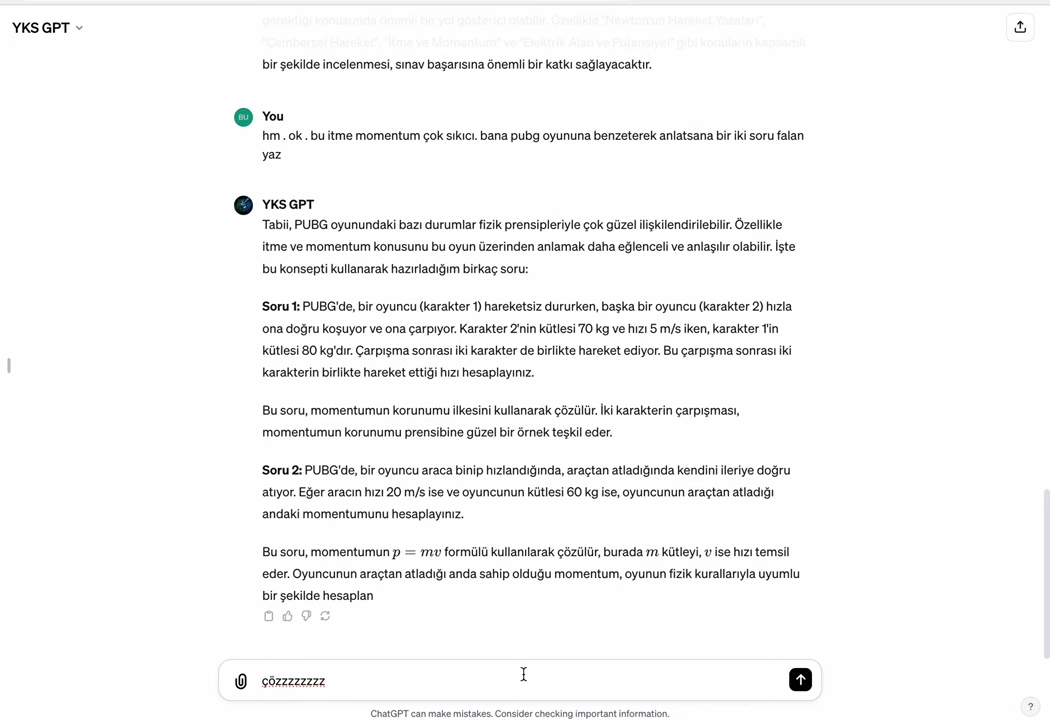 YKS GPT
gerektiği konusunda önemli bir yol gösterici olabilir. Özellikle "Newton'un Hareket Yasaları",
"Çembersel Hareket", "İtme ve Momentum" ve "Elektrik Alan ve Potansiyel" gibi konuların kapsamlı
bir şekilde incelenmesi, sınav başarısına önemli bir katkı sağlayacaktır.
BU
You
hm . ok . bu itme momentum çok sıkıcı. bana pubg oyununa benzeterek anlatsana bir iki soru falan
yaz
YKS GPT
Tabii, PUBG oyunundaki bazı durumlar fizik prensipleriyle çok güzel ilişkilendirilebilir. Özellikle
itme ve momentum konusunu bu oyun üzerinden anlamak daha eğlenceli ve anlaşılır olabilir. İşte
bu konsepti kullanarak hazırladığım birkaç soru:
Soru 1: PUBG'de, bir oyuncu (karakter 1) hareketsiz dururken, başka bir oyuncu (karakter 2) hızla
ona doğru koşuyor ve ona çarpıyor. Karakter 2'nin kütlesi 70 kg ve hızı 5 m/s iken, karakter 1'in
kütlesi 80 kg'dır. Çarpışma sonrası iki karakter de birlikte hareket ediyor. Bu çarpışma sonrası iki
karakterin birlikte hareket ettiği hızı hesaplayınız.
Bu soru, momentumun korunumu ilkesini kullanarak çözülür. İki karakterin çarpışması,
momentumun korunumu prensibine güzel bir örnek teşkil eder.
Soru 2: PUBG'de, bir oyuncu araca binip hızlandığında, araçtan atladığında kendini ileriye doğru
atıyor. Eğer aracın hızı 20 m/s ise ve oyuncunun kütlesi 60 kg ise, oyuncunun araçtan atladığı
andaki momentumunu hesaplayınız.
Bu soru, momentumun p = mv formülü kullanılarak çözülür, burada m kütleyi, v ise hızı temsil
eder. Oyuncunun araçtan atladığı anda sahip olduğu momentum, oyunun fizik kurallarıyla uyumlu
bir şekilde hesaplan
çözzzzzzzz
ChatGPT can make mistakes. Consider checking important information.
?